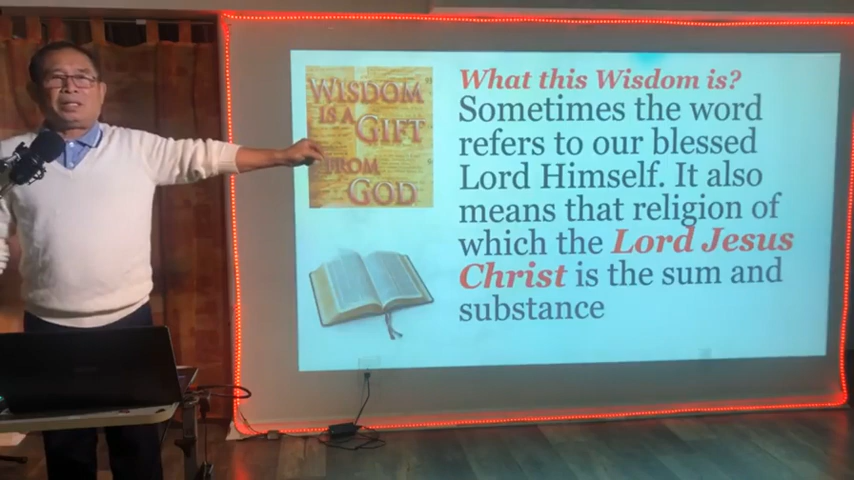 WISDOM
IS A
GIFT
FROM
GOD
What this Wisdom is?
Sometimes the word
refers to our blessed
Lord Himself. It also
means that religion of
which the Lord Jesus
Christ is the sum and
substance